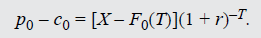 p₀ – c₀ = [X – F₀(T)](1 + r)⁻ᵀ.